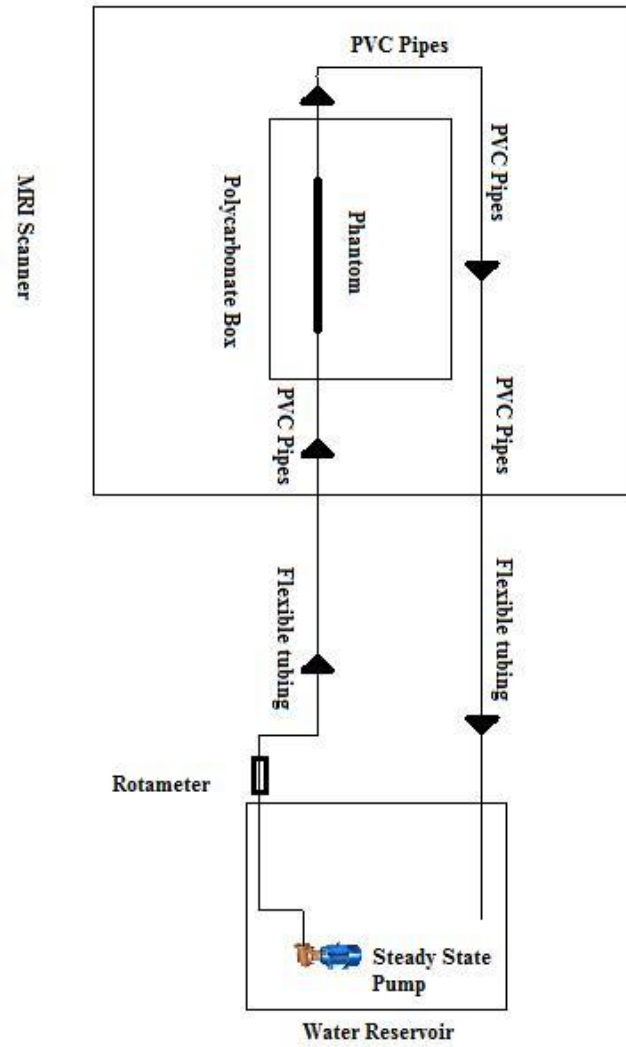 PVC Pipes
PVC Pipes
MRI Scanner
Polycarbonate Box
Phantom
PVC Pipes
PVC Pipes
Flexible tubing
Flexible tubing
Rotameter
Steady State
Pump
Water Reservoir